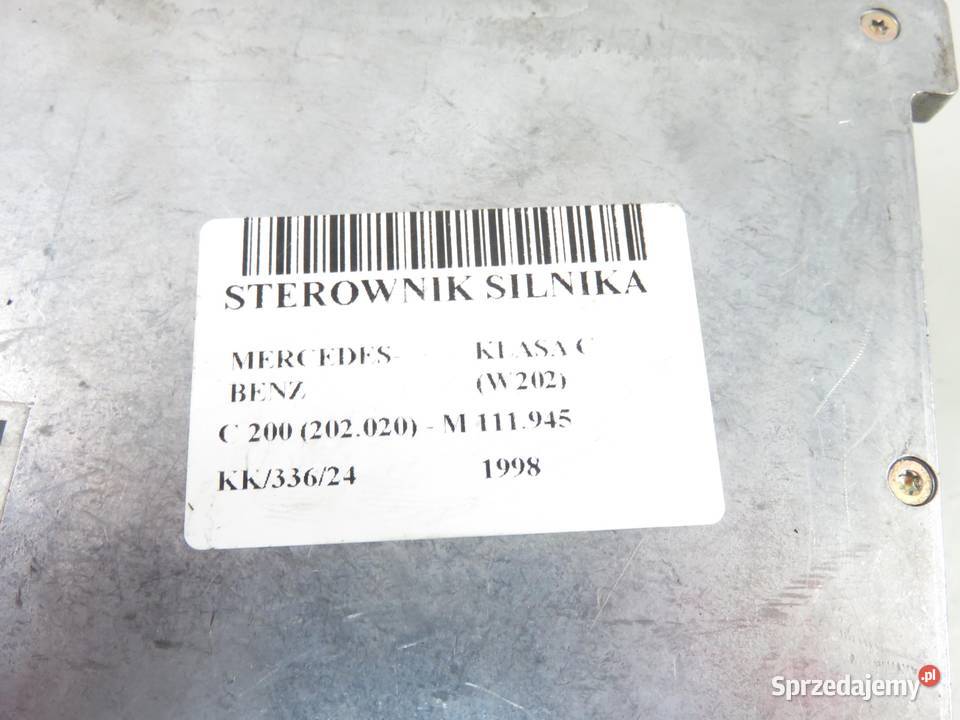 STEROWNIK SILNIKA
MERCEDES- KLASA C
BENZ (W202)
C 200 (202.020) - M 111.945
KK/336/24 1998
Sprzedajemy.pl